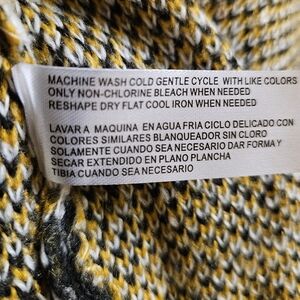 MACHINE WASH COLD GENTLE CYCLE WITH LIKE COLORS
ONLY NON-CHLORINE BLEACH WHEN NEEDED
RESHAPE DRY FLAT COOL IRON WHEN NEEDED
LAVAR A MAQUINA EN AGUA FRIA CICLO DELICADO CON
COLORES SIMILARES BLANQUEADOR SIN CLORO
SOLAMENTE CUANDO SEA NECESARIO DAR FORMA Y
SECAR EXTENDIDO EN PLANO PLANCHA
TIBIA CUANDO SEA NECESARIO